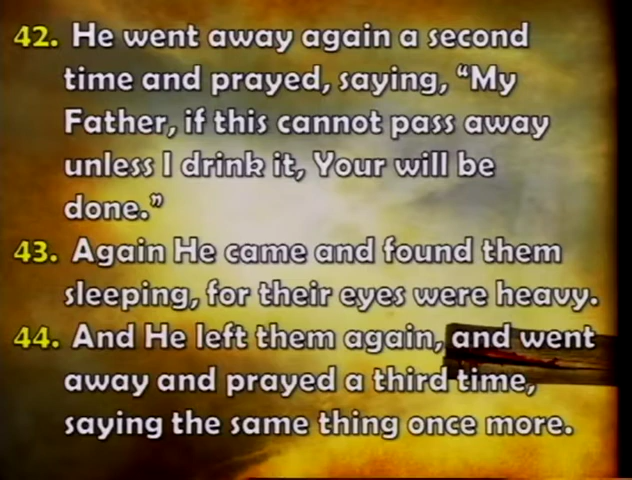 42. He went away again a second
time and prayed, saying, “My
Father, if this cannot pass away
unless I drink it, Your will be
done.”
43. Again He came and found them
sleeping, for their eyes were heavy.
44. And He left them again, and went
away and prayed a third time,
saying the same thing once more.